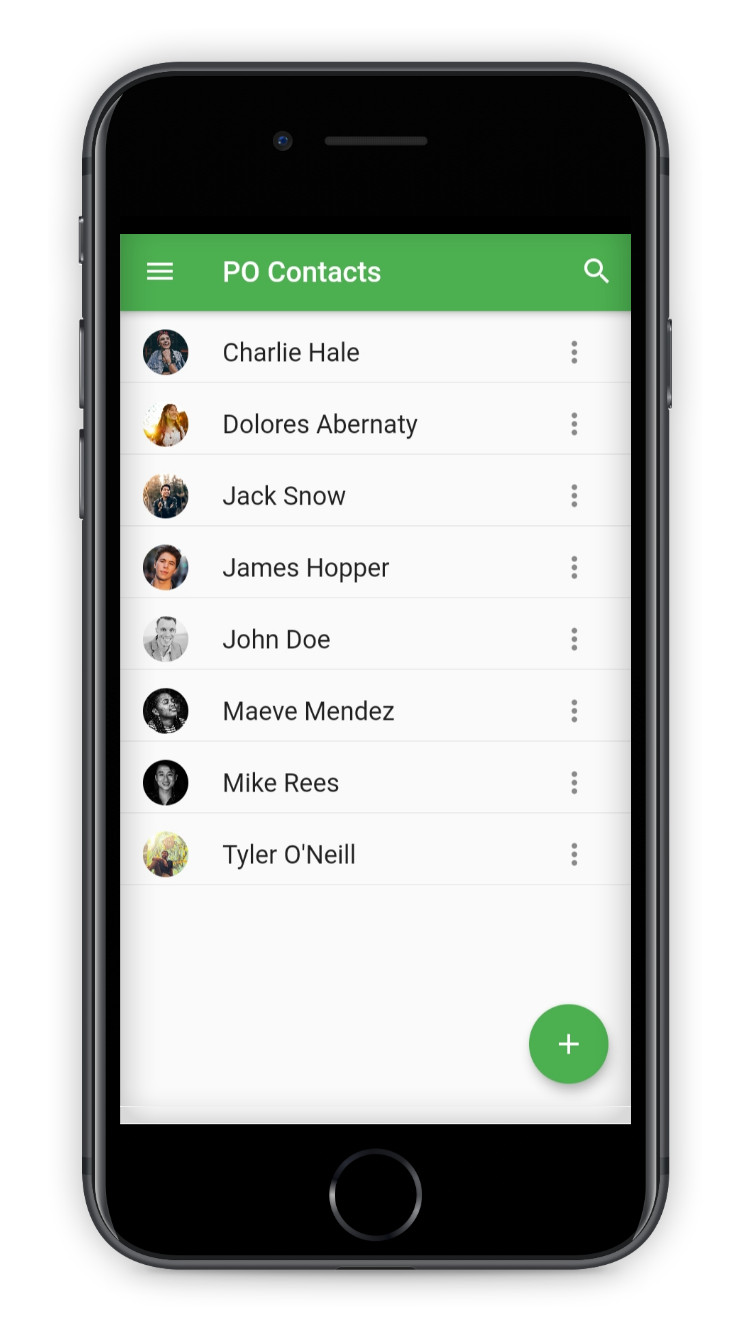 PO Contacts
Charlie Hale
Dolores Abernaty
Jack Snow
James Hopper
John Doe
Maeve Mendez
Mike Rees
Tyler O'Neill